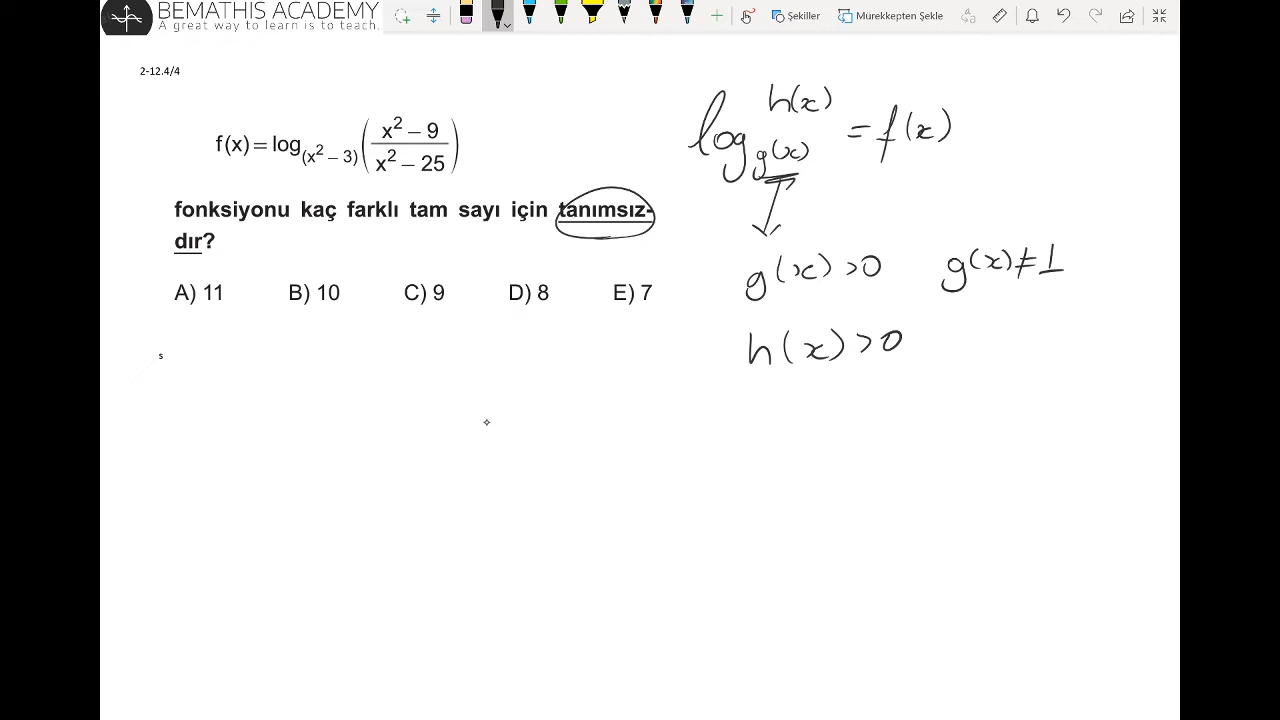 BEMATHIS ACADEMY
A great way to learn is to teach.
Şekiller
Mürekkepten Şekle
2-12.4/4
f(x) = log_(x² – 3) ((x² – 9)/(x² – 25))
fonksiyonu kaç farklı tam sayı için tanımsız-
dır?
A) 11 B) 10 C) 9 D) 8 E) 7
s
log_g(x) h(x) = f(x)
g(x) >0 g(x)≠1
h(x) >0